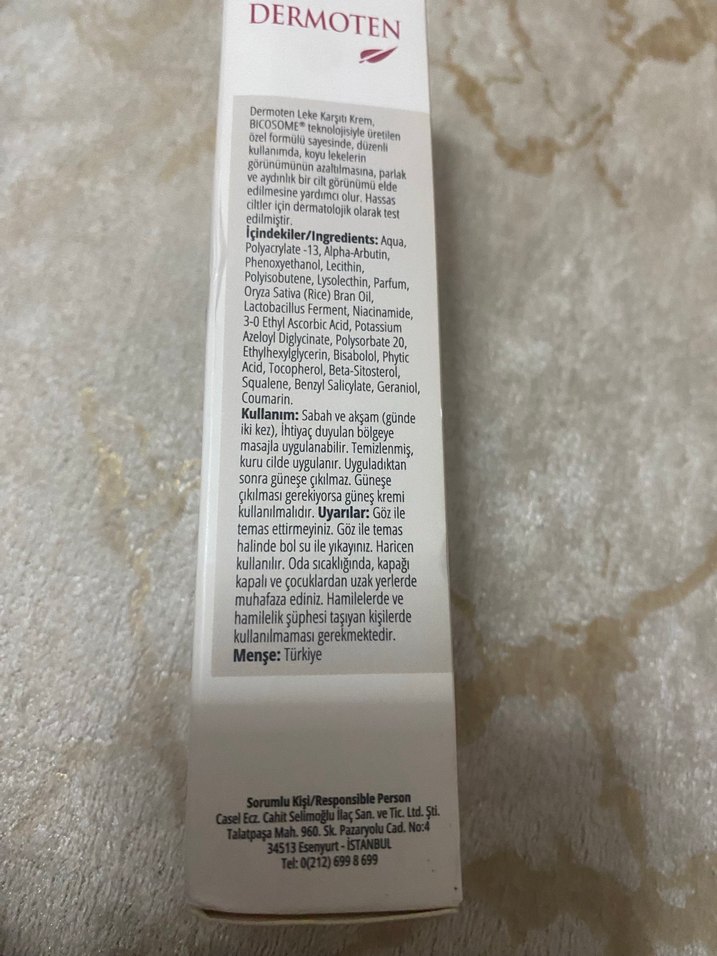 DERMOTEN
Dermoten Leke Karşıtı Krem,
BICOSOME® teknolojisiyle üretilen
özel formülü sayesinde, düzenli
kullanımda, koyu lekelerin
görünümünün azaltılmasına, parlak
ve aydınlık bir cilt görünümü elde
edilmesine yardımcı olur. Hassas
ciltler için dermatolojik olarak test
edilmiştir.
İçindekiler/Ingredients: Aqua,
Polyacrylate -13, Alpha-Arbutin,
Phenoxyethanol, Lecithin,
Polyisobutene, Lysolecthin, Parfum,
Oryza Sativa (Rice) Bran Oil,
Lactobacillus Ferment, Niacinamide,
3-0 Ethyl Ascorbic Acid, Potassium
Azeloyl Diglycinate, Polysorbate 20,
Ethylhexylglycerin, Bisabolol, Phytic
Acid, Tocopherol, Beta-Sitosterol,
Squalene, Benzyl Salicylate, Geraniol,
Coumarin.
Kullanım: Sabah ve akşam (günde
iki kez), İhtiyaç duyulan bölgeye
masajla uygulanabilir. Temizlenmiş,
kuru cilde uygulanır. Uyguladıktan
sonra güneşe çıkılmaz. Güneşe
çıkılması gerekiyorsa güneş kremi
kullanılmalıdır. Uyarılar: Göz ile
temas ettirmeyiniz. Göz ile temas
halinde bol su ile yıkayınız. Haricen
kullanılır. Oda sıcaklığında, kapağı
kapalı ve çocuklardan uzak yerlerde
muhafaza ediniz. Hamilelerde ve
hamilelik şüphesi taşıyan kişilerde
kullanılmaması gerekmektedir.
Menşe: Türkiye
Sorumlu Kişi/Responsible Person
Casel Ecz. Cahit Selimoğlu İlaç San. ve Tic. Ltd. Şti.
Talatpaşa Mah. 960. Sk. Pazaryolu Cad. No:4
34513 Esenyurt - İSTANBUL
Tel: 0(212) 699 8 699